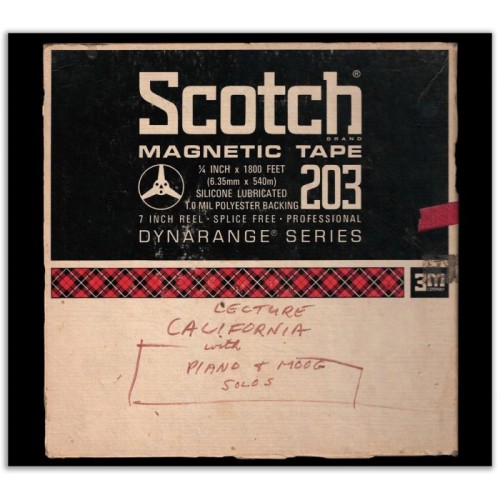 Scotch®
BRAND
MAGNETIC TAPE
¼ INCH x 1800 FEET
(6.35mm x 540m)
SILICONE LUBRICATED
1.0 MIL POLYESTER BACKING
203
7 INCH REEL · SPLICE FREE · PROFESSIONAL
DYNARANGE® SERIES
3M
COMPANY
LECTURE
CALIFORNIA
with
PIANO & MOOG
SOLOS